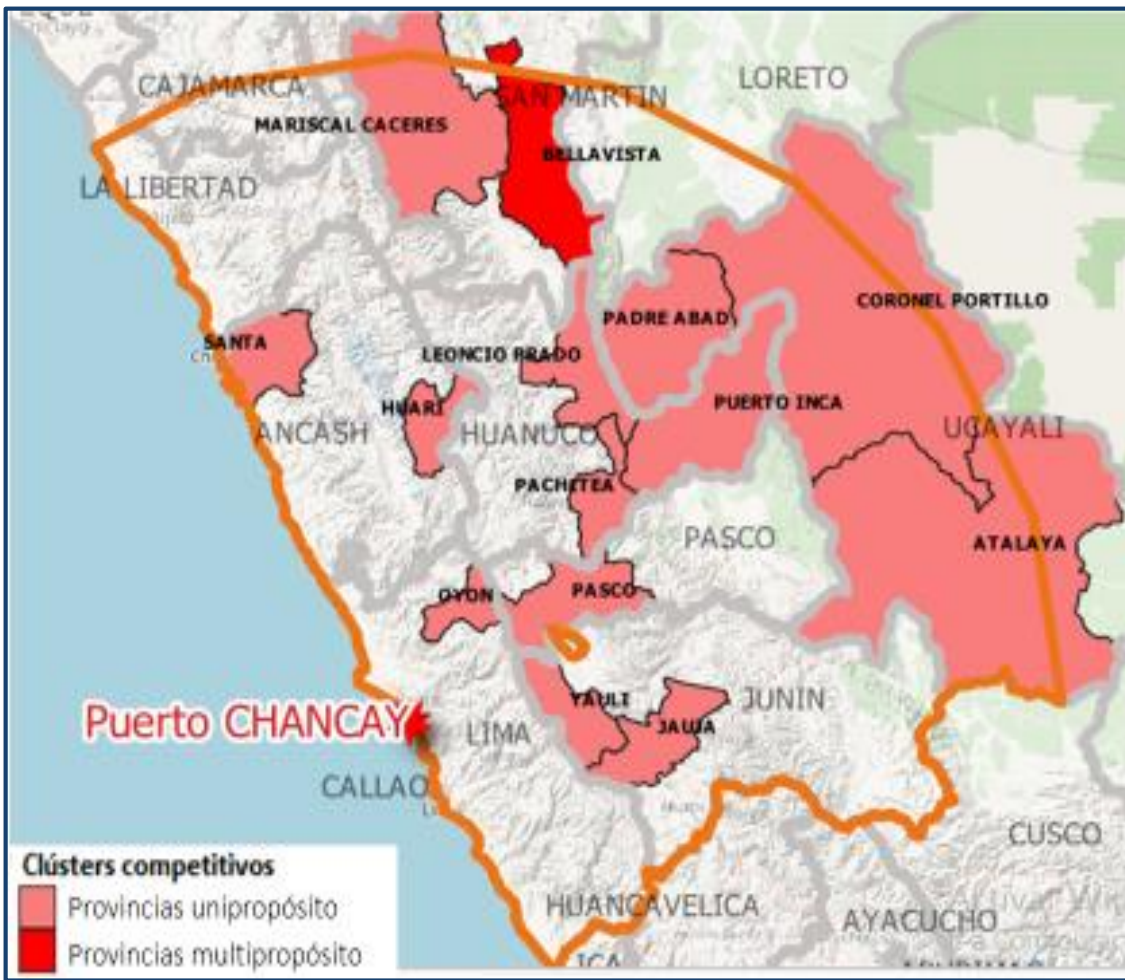 CAJAMARCA
LORETO
SAN MARTIN
MARISCAL CACERES
BELLAVISTA
LA LIBERTAD
CORONEL PORTILLO
PADRE ABAD
SANTA
LEONCIO PRADO
HUARI
PUERTO INCA
ANCASH
HUANUCO
UCAYALI
PACHITEA
PASCO
ATALAYA
OYON
PASCO
YAULI
JUNIN
Puerto CHANCAY
LIMA
JAUJA
CALLAO
CUSCO
Clústers competitivos
Provincias unipropósito
HUANCAVELICA
AYACUCHO
Provincias multipropósito
ICA